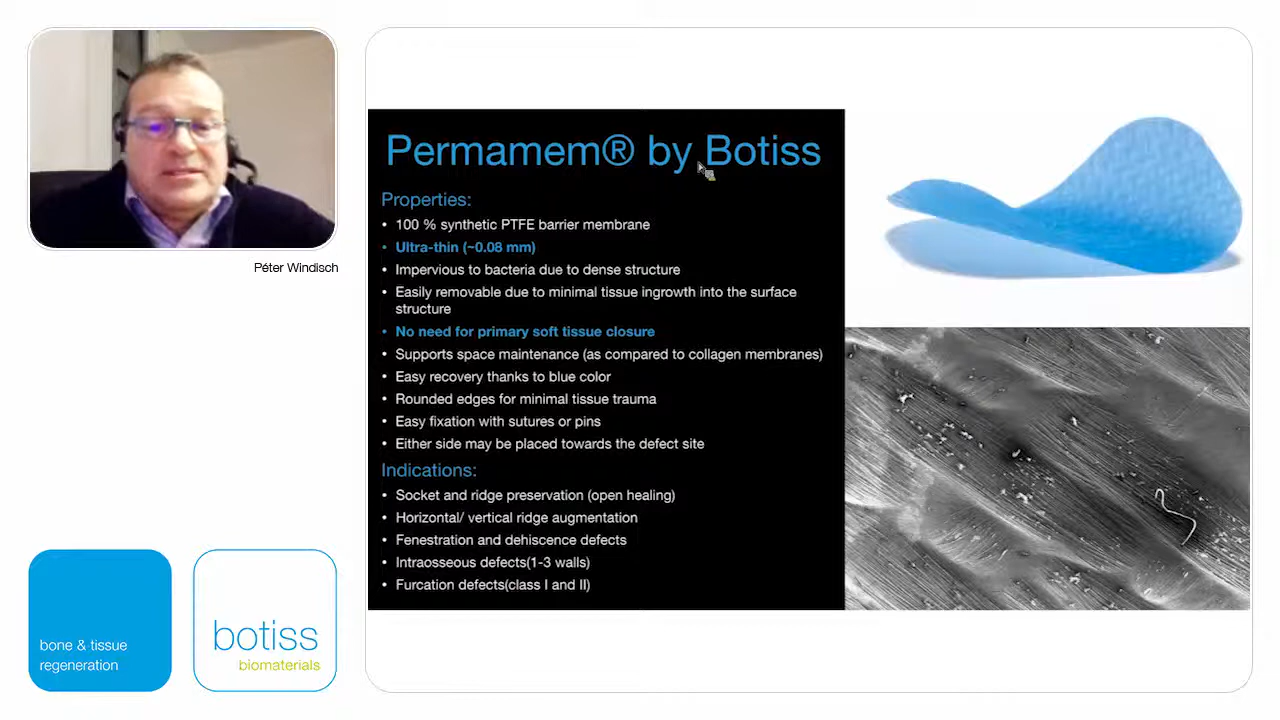 Péter Windisch
Permamem® by Botiss
Properties:
• 100 % synthetic PTFE barrier membrane
• Ultra-thin (~0.08 mm)
• Impervious to bacteria due to dense structure
• Easily removable due to minimal tissue ingrowth into the surface
structure
• No need for primary soft tissue closure
• Supports space maintenance (as compared to collagen membranes)
• Easy recovery thanks to blue color
• Rounded edges for minimal tissue trauma
• Easy fixation with sutures or pins
• Either side may be placed towards the defect site
Indications:
• Socket and ridge preservation (open healing)
• Horizontal/ vertical ridge augmentation
• Fenestration and dehiscence defects
• Intraosseous defects(1-3 walls)
• Furcation defects(class I and II)
bone & tissue
regeneration
botiss
biomaterials